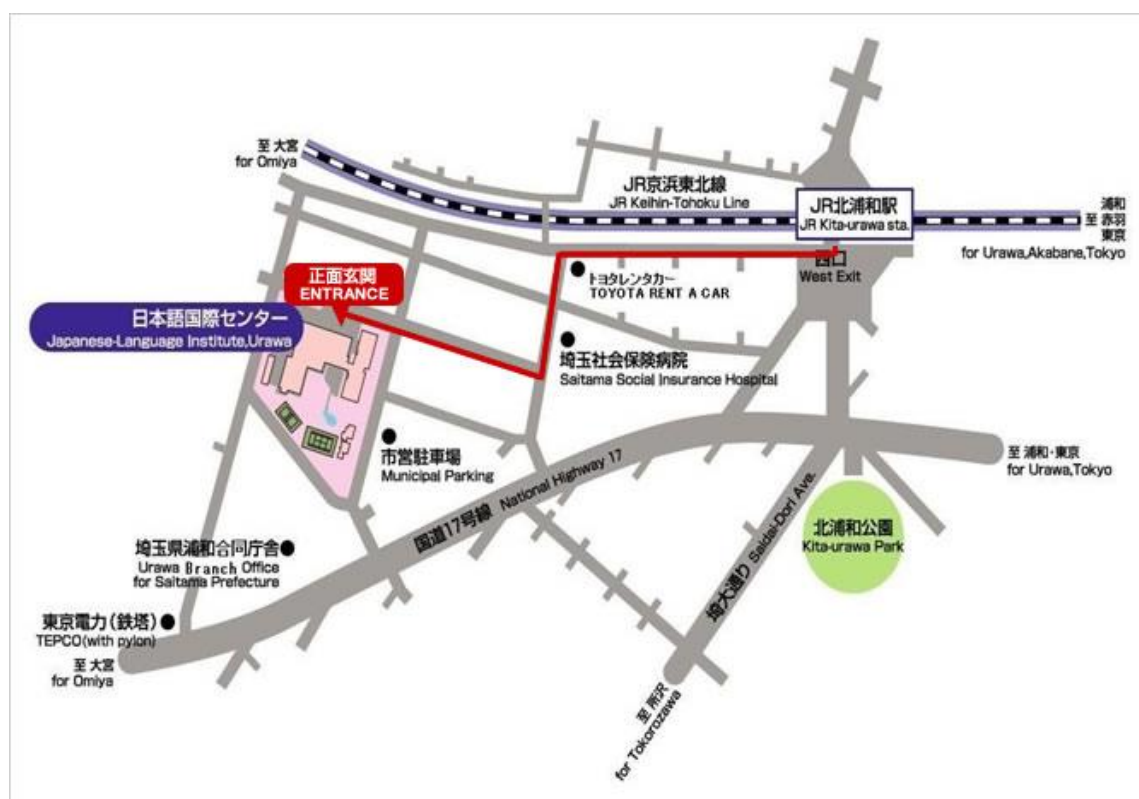 至 大宮
for Omiya
JR京浜東北線
JR Keihin-Tohoku Line
JR北浦和駅
JR Kita-urawa sta.
浦和
至 赤羽
東京
for Urawa,Akabane,Tokyo
西口
West Exit
正面玄関
ENTRANCE
トヨタレンタカー
TOYOTA RENT A CAR
日本語国際センター
Japanese-Language Institute,Urawa
埼玉社会保険病院
Saitama Social Insurance Hospital
市営駐車場
Municipal Parking
国道17号線 National Highway 17
至 浦和・東京
for Urawa,Tokyo
埼大通り Saidai-Dori Ave.
北浦和公園
Kita-urawa Park
埼玉県浦和合同庁舎
Urawa Branch Office
for Saitama Prefecture
東京電力(鉄塔)
TEPCO(with pylon)
至 大宮
for Omiya
至 所沢
for Tokorozawa